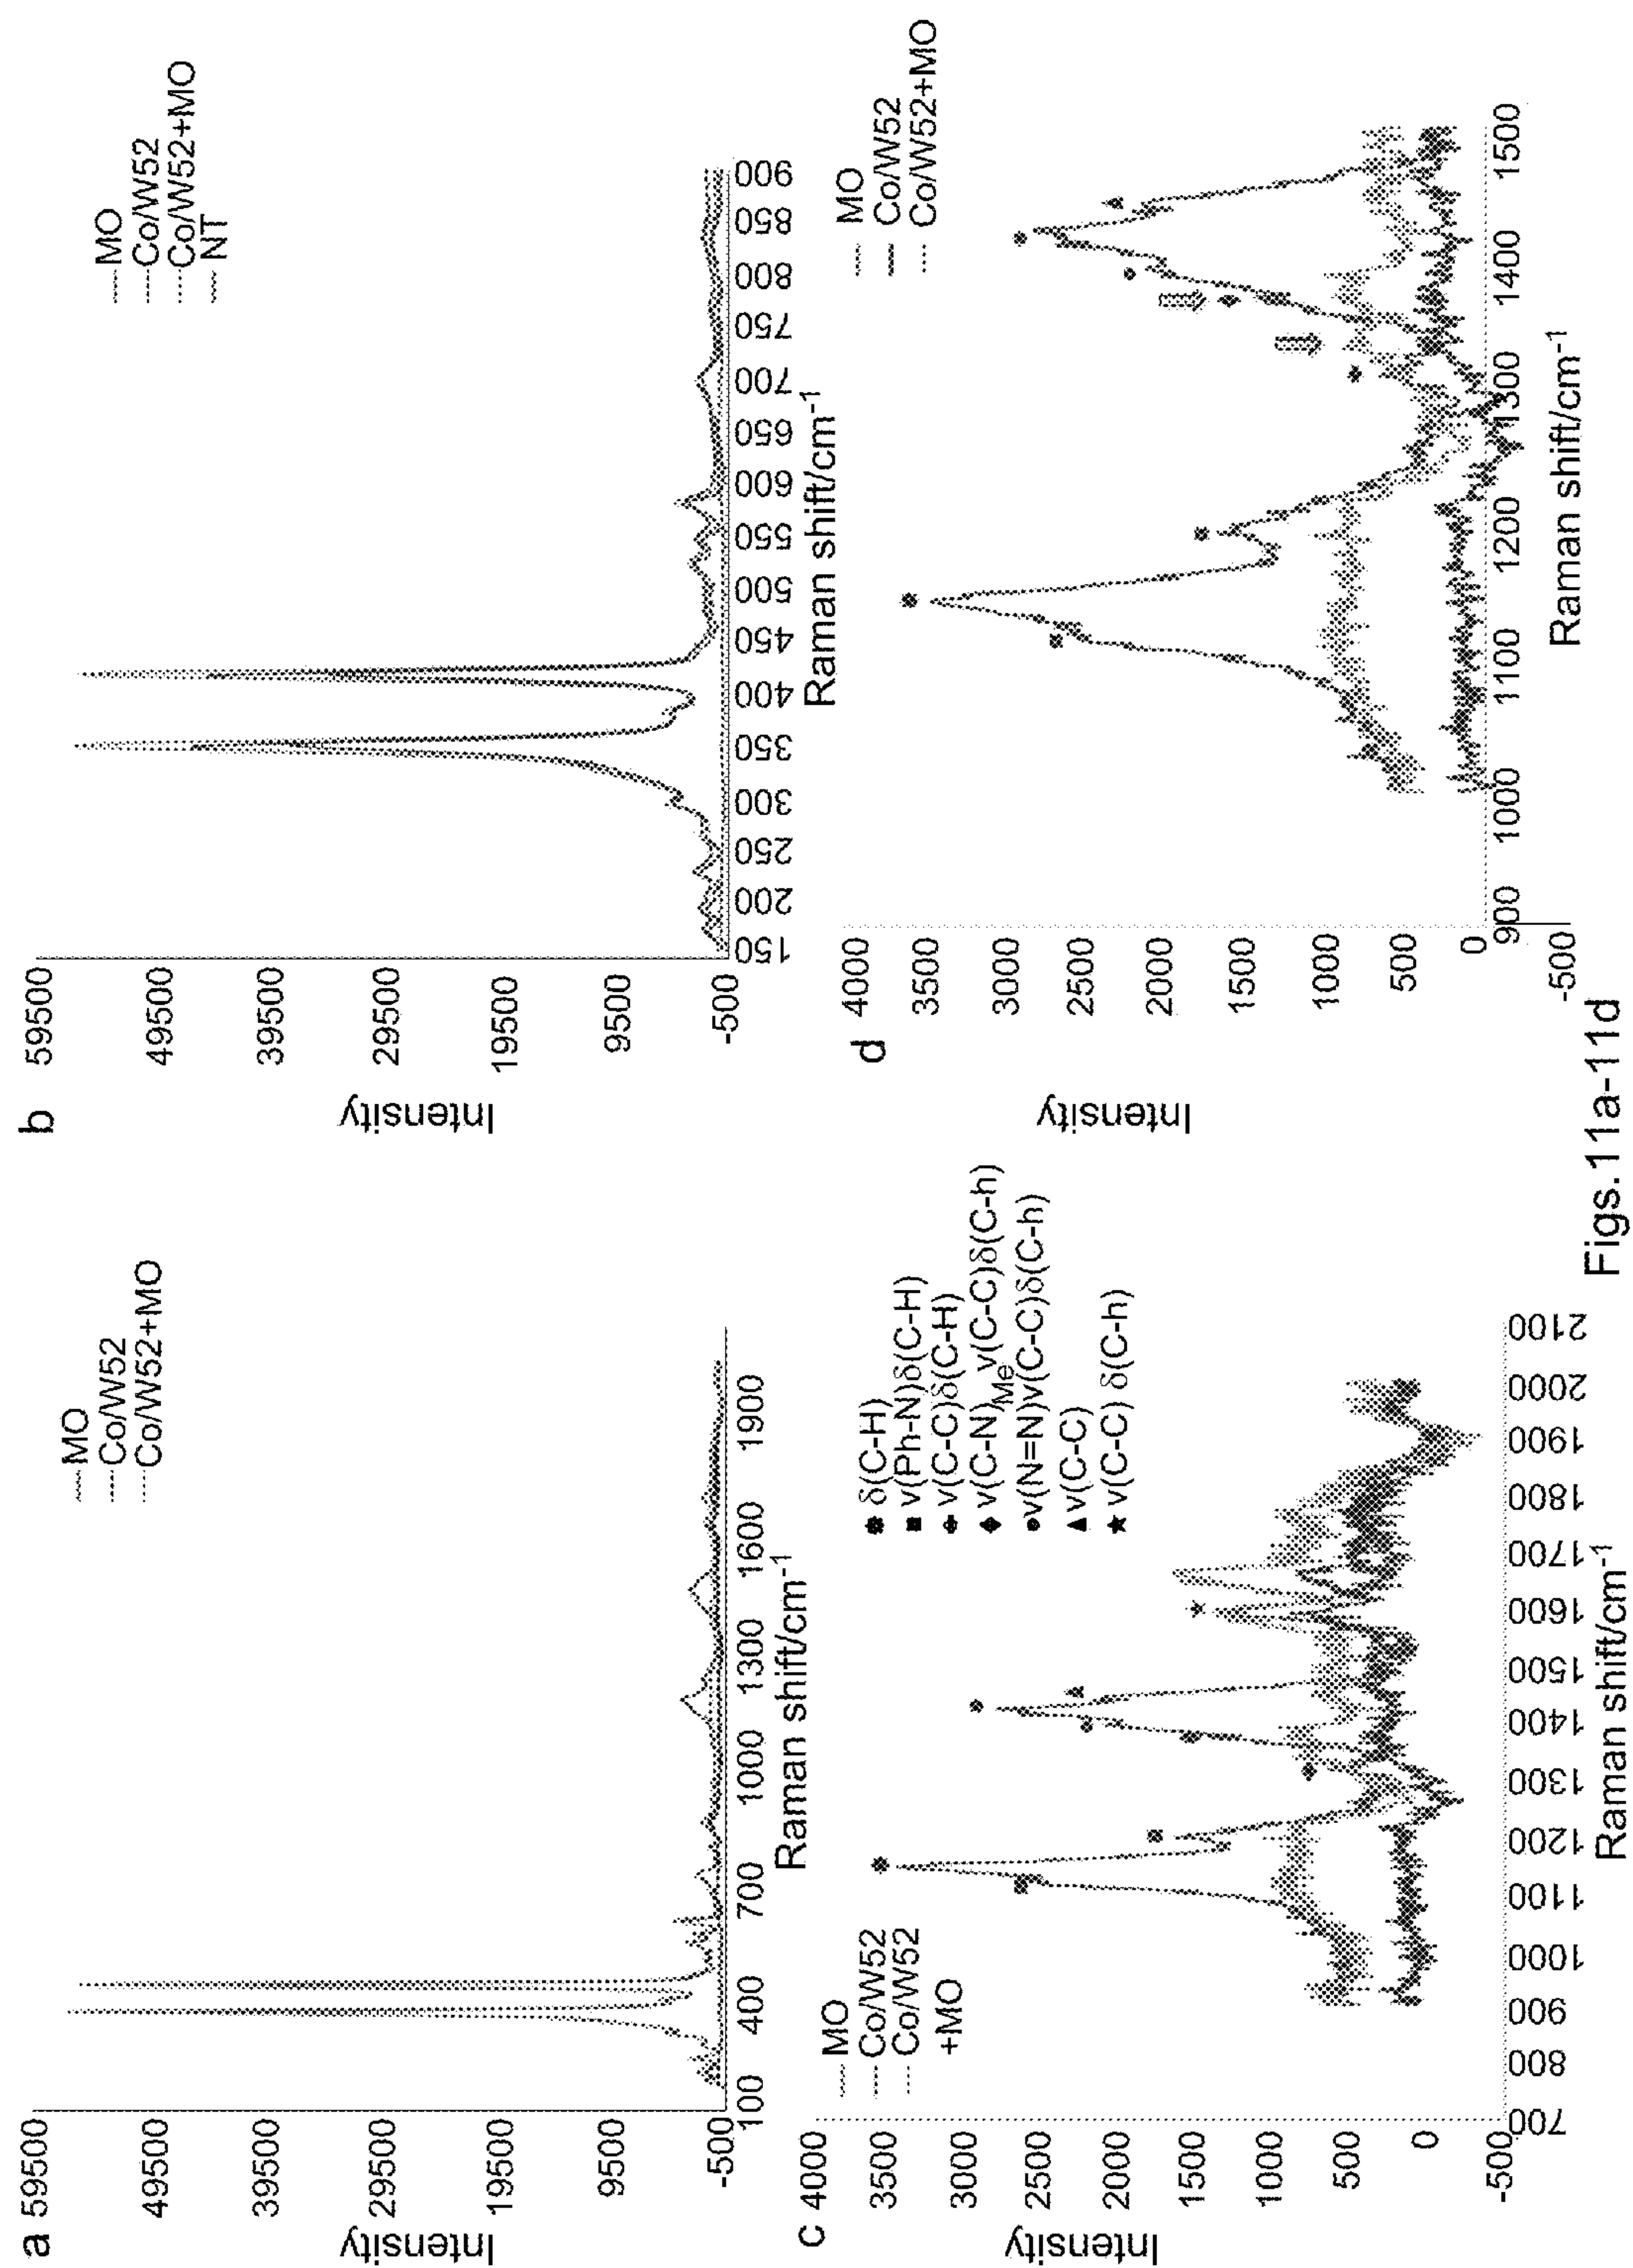 a
59500
49500
39500
29500
19500
9500
-500
Intensity
100
400
700
1000
1300
1600
1900
Raman shift/cm-1
MO
Co/W52
Co/W52+MO
b
59500
49500
39500
29500
19500
9500
-500
Intensity
150
200
250
300
350
400
450
500
550
600
650
700
750
800
850
900
Raman shift/cm-1
MO
Co/W52
Co/W52+MO
NT
c
4000
3500
3000
2500
2000
1500
1000
500
0
-500
Intensity
700
800
900
1000
1100
1200
1300
1400
1500
1600
1700
1800
1900
2000
2100
Raman shift/cm-1
MO
Co/W52
Co/W52
+MO
δ(C-H)
ν(Ph-N)δ(C-H)
ν(C-C)δ(C-H)
ν(C-N)Me ν(C-C)δ(C-h)
ν(N=N)ν(C-C)δ(C-h)
ν(C-C)
ν(C-C) δ(C-h)
d
4000
3500
3000
2500
2000
1500
1000
500
0
-500
Intensity
900
1000
1100
1200
1300
1400
1500
Raman shift/cm-1
MO
Co/W52
Co/W52+MO
Figs.11a-11d